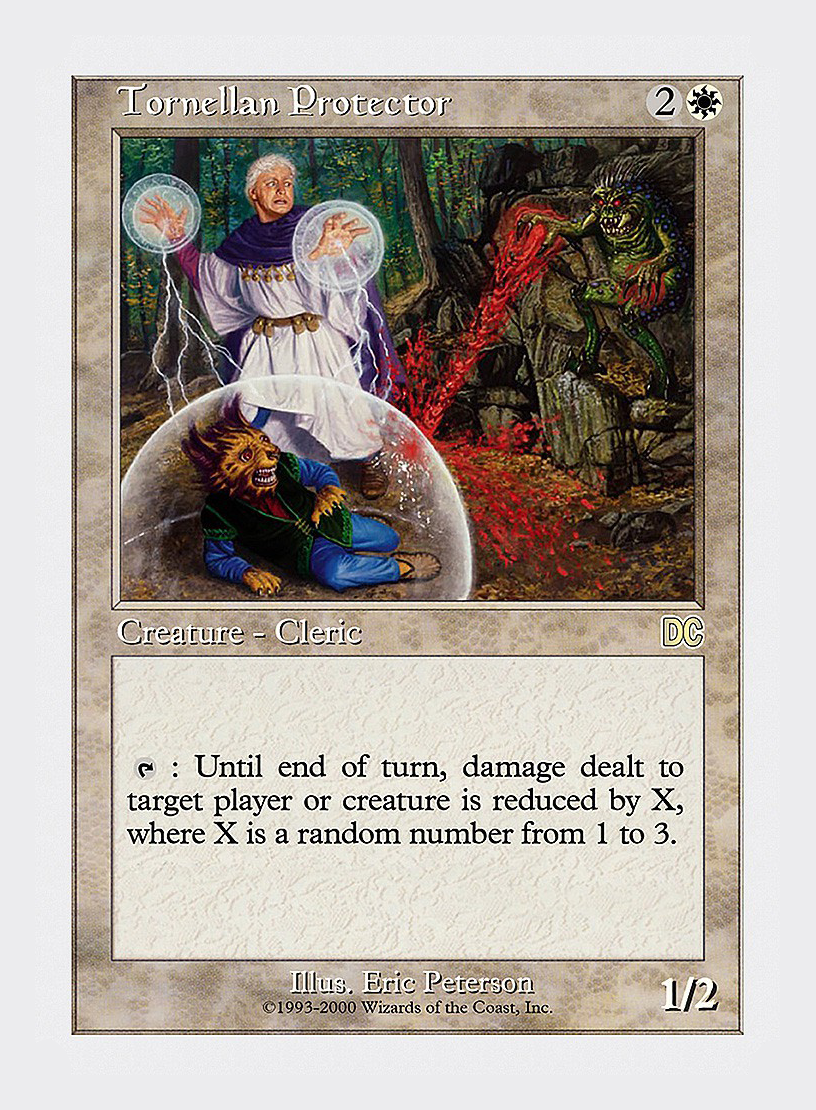 Tornellan Protector 2
Creature - Cleric DC
: Until end of turn, damage dealt to
target player or creature is reduced by X,
where X is a random number from 1 to 3.
Illus. Eric Peterson
©1993-2000 Wizards of the Coast, Inc.
1/2